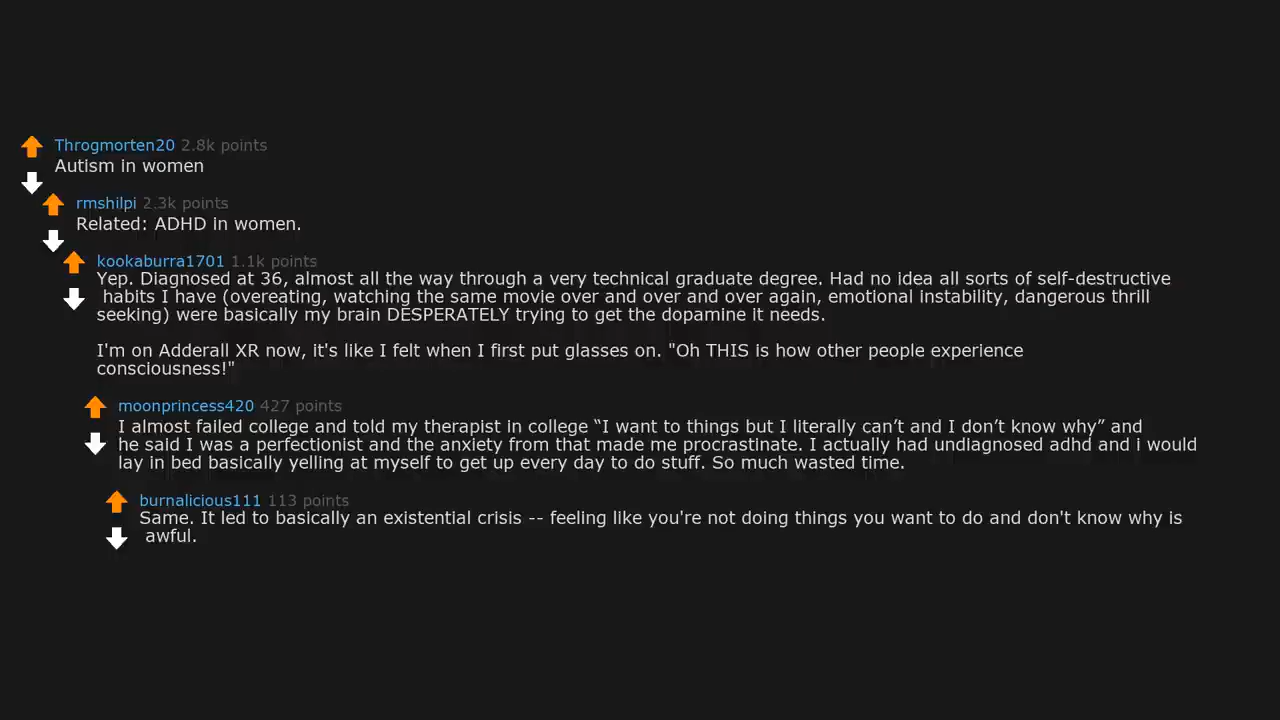 Throgmorten20 2.8k points
Autism in women
rmshilpi 2.3k points
Related: ADHD in women.
kookaburra1701 1.1k points
Yep. Diagnosed at 36, almost all the way through a very technical graduate degree. Had no idea all sorts of self-destructive
habits I have (overeating, watching the same movie over and over and over again, emotional instability, dangerous thrill
seeking) were basically my brain DESPERATELY trying to get the dopamine it needs.
I'm on Adderall XR now, it's like I felt when I first put glasses on. "Oh THIS is how other people experience
consciousness!"
moonprincess420 427 points
I almost failed college and told my therapist in college “I want to things but I literally can’t and I don’t know why” and
he said I was a perfectionist and the anxiety from that made me procrastinate. I actually had undiagnosed adhd and i would
lay in bed basically yelling at myself to get up every day to do stuff. So much wasted time.
burnalicious111 113 points
Same. It led to basically an existential crisis -- feeling like you're not doing things you want to do and don't know why is
awful.